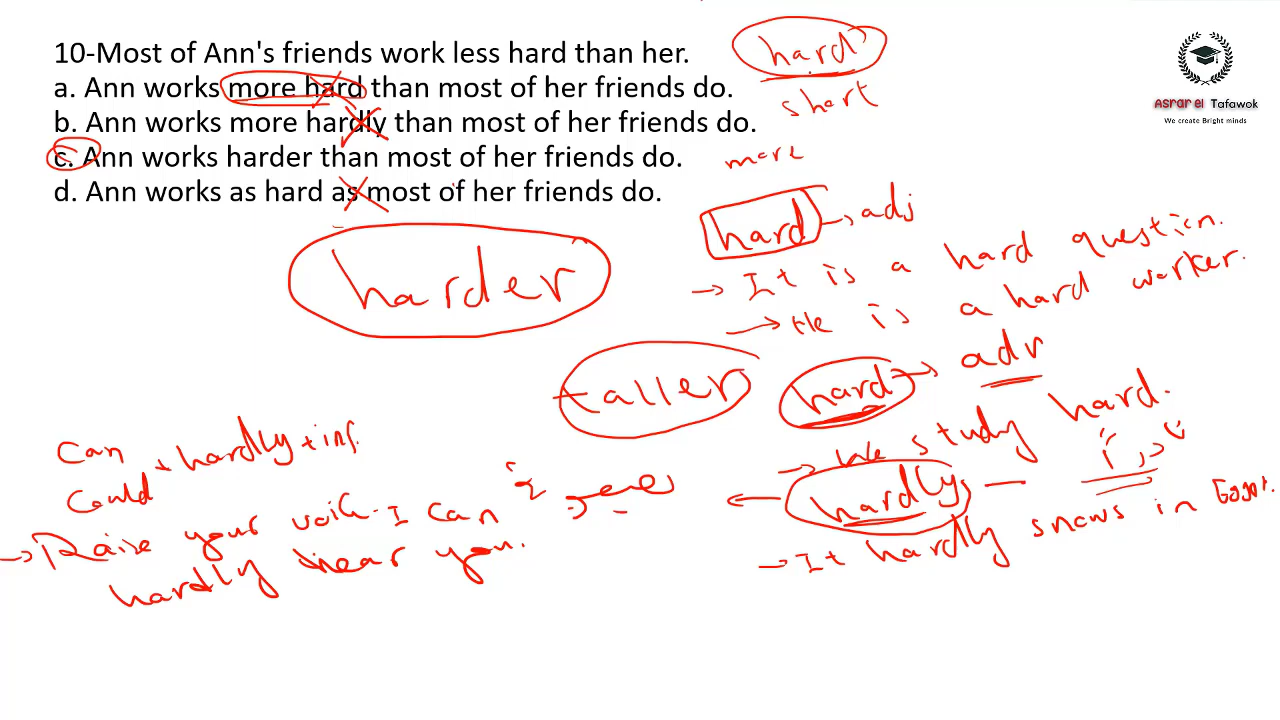 10-Most of Ann's friends work less hard than her.
a. Ann works more hard than most of her friends do.
b. Ann works more hardly than most of her friends do.
c. Ann works harder than most of her friends do.
d. Ann works as hard as most of her friends do.
hard
short
more
Asrar el Tafawok
We create Bright minds
hard → adj
→ It is a hard question.
→ He is a hard worker.
harder
taller
hard → adv
→ We study hard.
hardly
→ It hardly snows in Egypt.
Can
Could + hardly + inf.
→ Raise your voice. I can
hardly hear you.